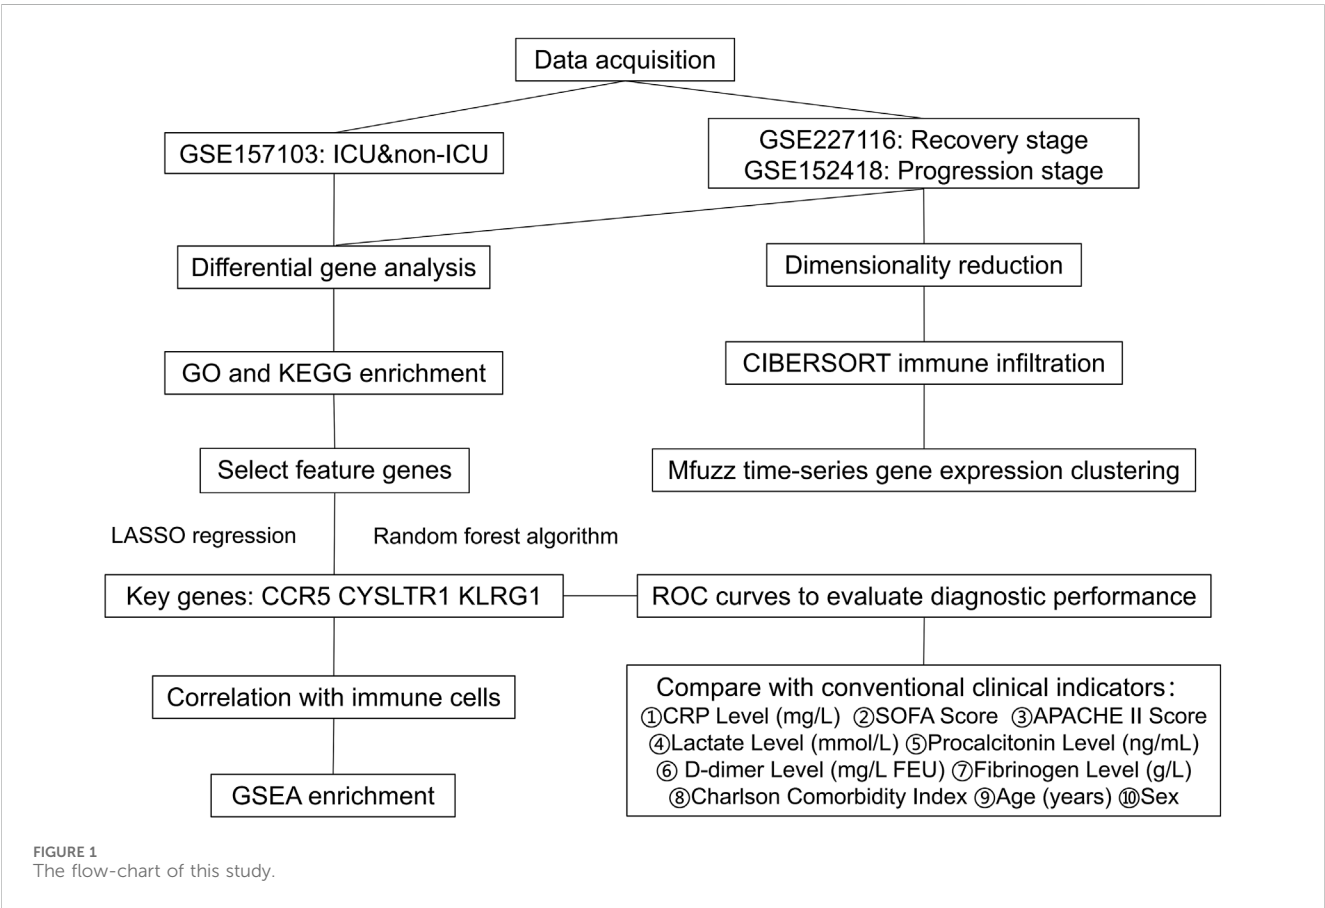 Data acquisition
GSE157103: ICU&non-ICU
GSE227116: Recovery stage
GSE152418: Progression stage
Differential gene analysis
Dimensionality reduction
GO and KEGG enrichment
CIBERSORT immune infiltration
Select feature genes
Mfuzz time-series gene expression clustering
LASSO regression
Random forest algorithm
Key genes: CCR5 CYSLTR1 KLRG1
ROC curves to evaluate diagnostic performance
Correlation with immune cells
Compare with conventional clinical indicators:
①CRP Level (mg/L) ②SOFA Score ③APACHE II Score
④Lactate Level (mmol/L) ⑤Procalcitonin Level (ng/mL)
⑥ D-dimer Level (mg/L FEU) ⑦Fibrinogen Level (g/L)
⑧Charlson Comorbidity Index ⑨Age (years) ⑩Sex
GSEA enrichment
FIGURE 1
The flow-chart of this study.